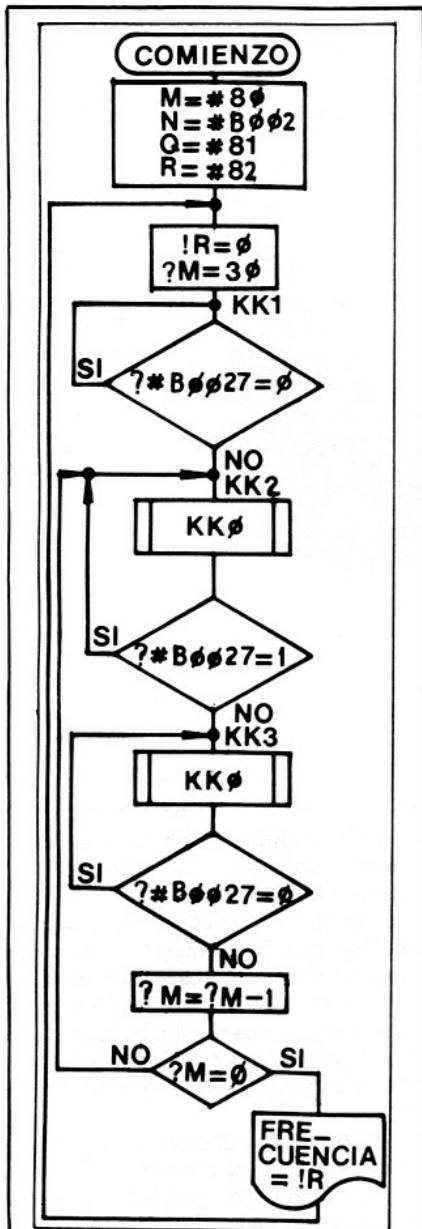 COMIENZO
M=#8ø
N=#Bøø2
Q=#81
R=#82
!R=ø
?M=3ø
KK1
SI
?#Bøø27=ø
NO
KK2
KKø
SI
?#Bøø27=1
NO
KK3
KKø
SI
?#Bøø27=ø
NO
?M=?M-1
NO
?M=ø
SI
FRE-
CUENCIA
=!R